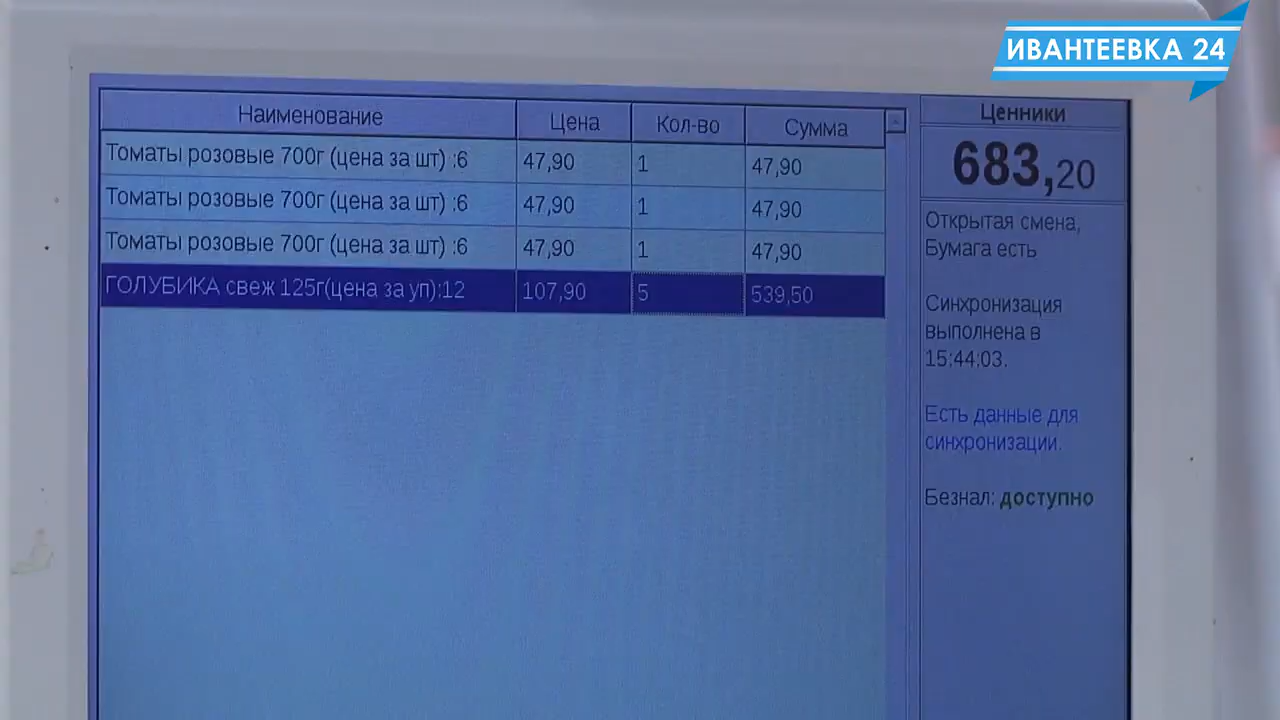 ИВАНТЕЕВКА 24
Наименование Цена Кол-во Сумма
Томаты розовые 700г (цена за шт) :6 47,90 1 47,90
Томаты розовые 700г (цена за шт) :6 47,90 1 47,90
Томаты розовые 700г (цена за шт) :6 47,90 1 47,90
ГОЛУБИКА свеж 125г(цена за уп):12 107,90 5 539,50
Ценники
683,20
Открытая смена,
Бумага есть
Синхронизация
выполнена в
15:44:03.
Есть данные для
синхронизации.
Безнал: доступно